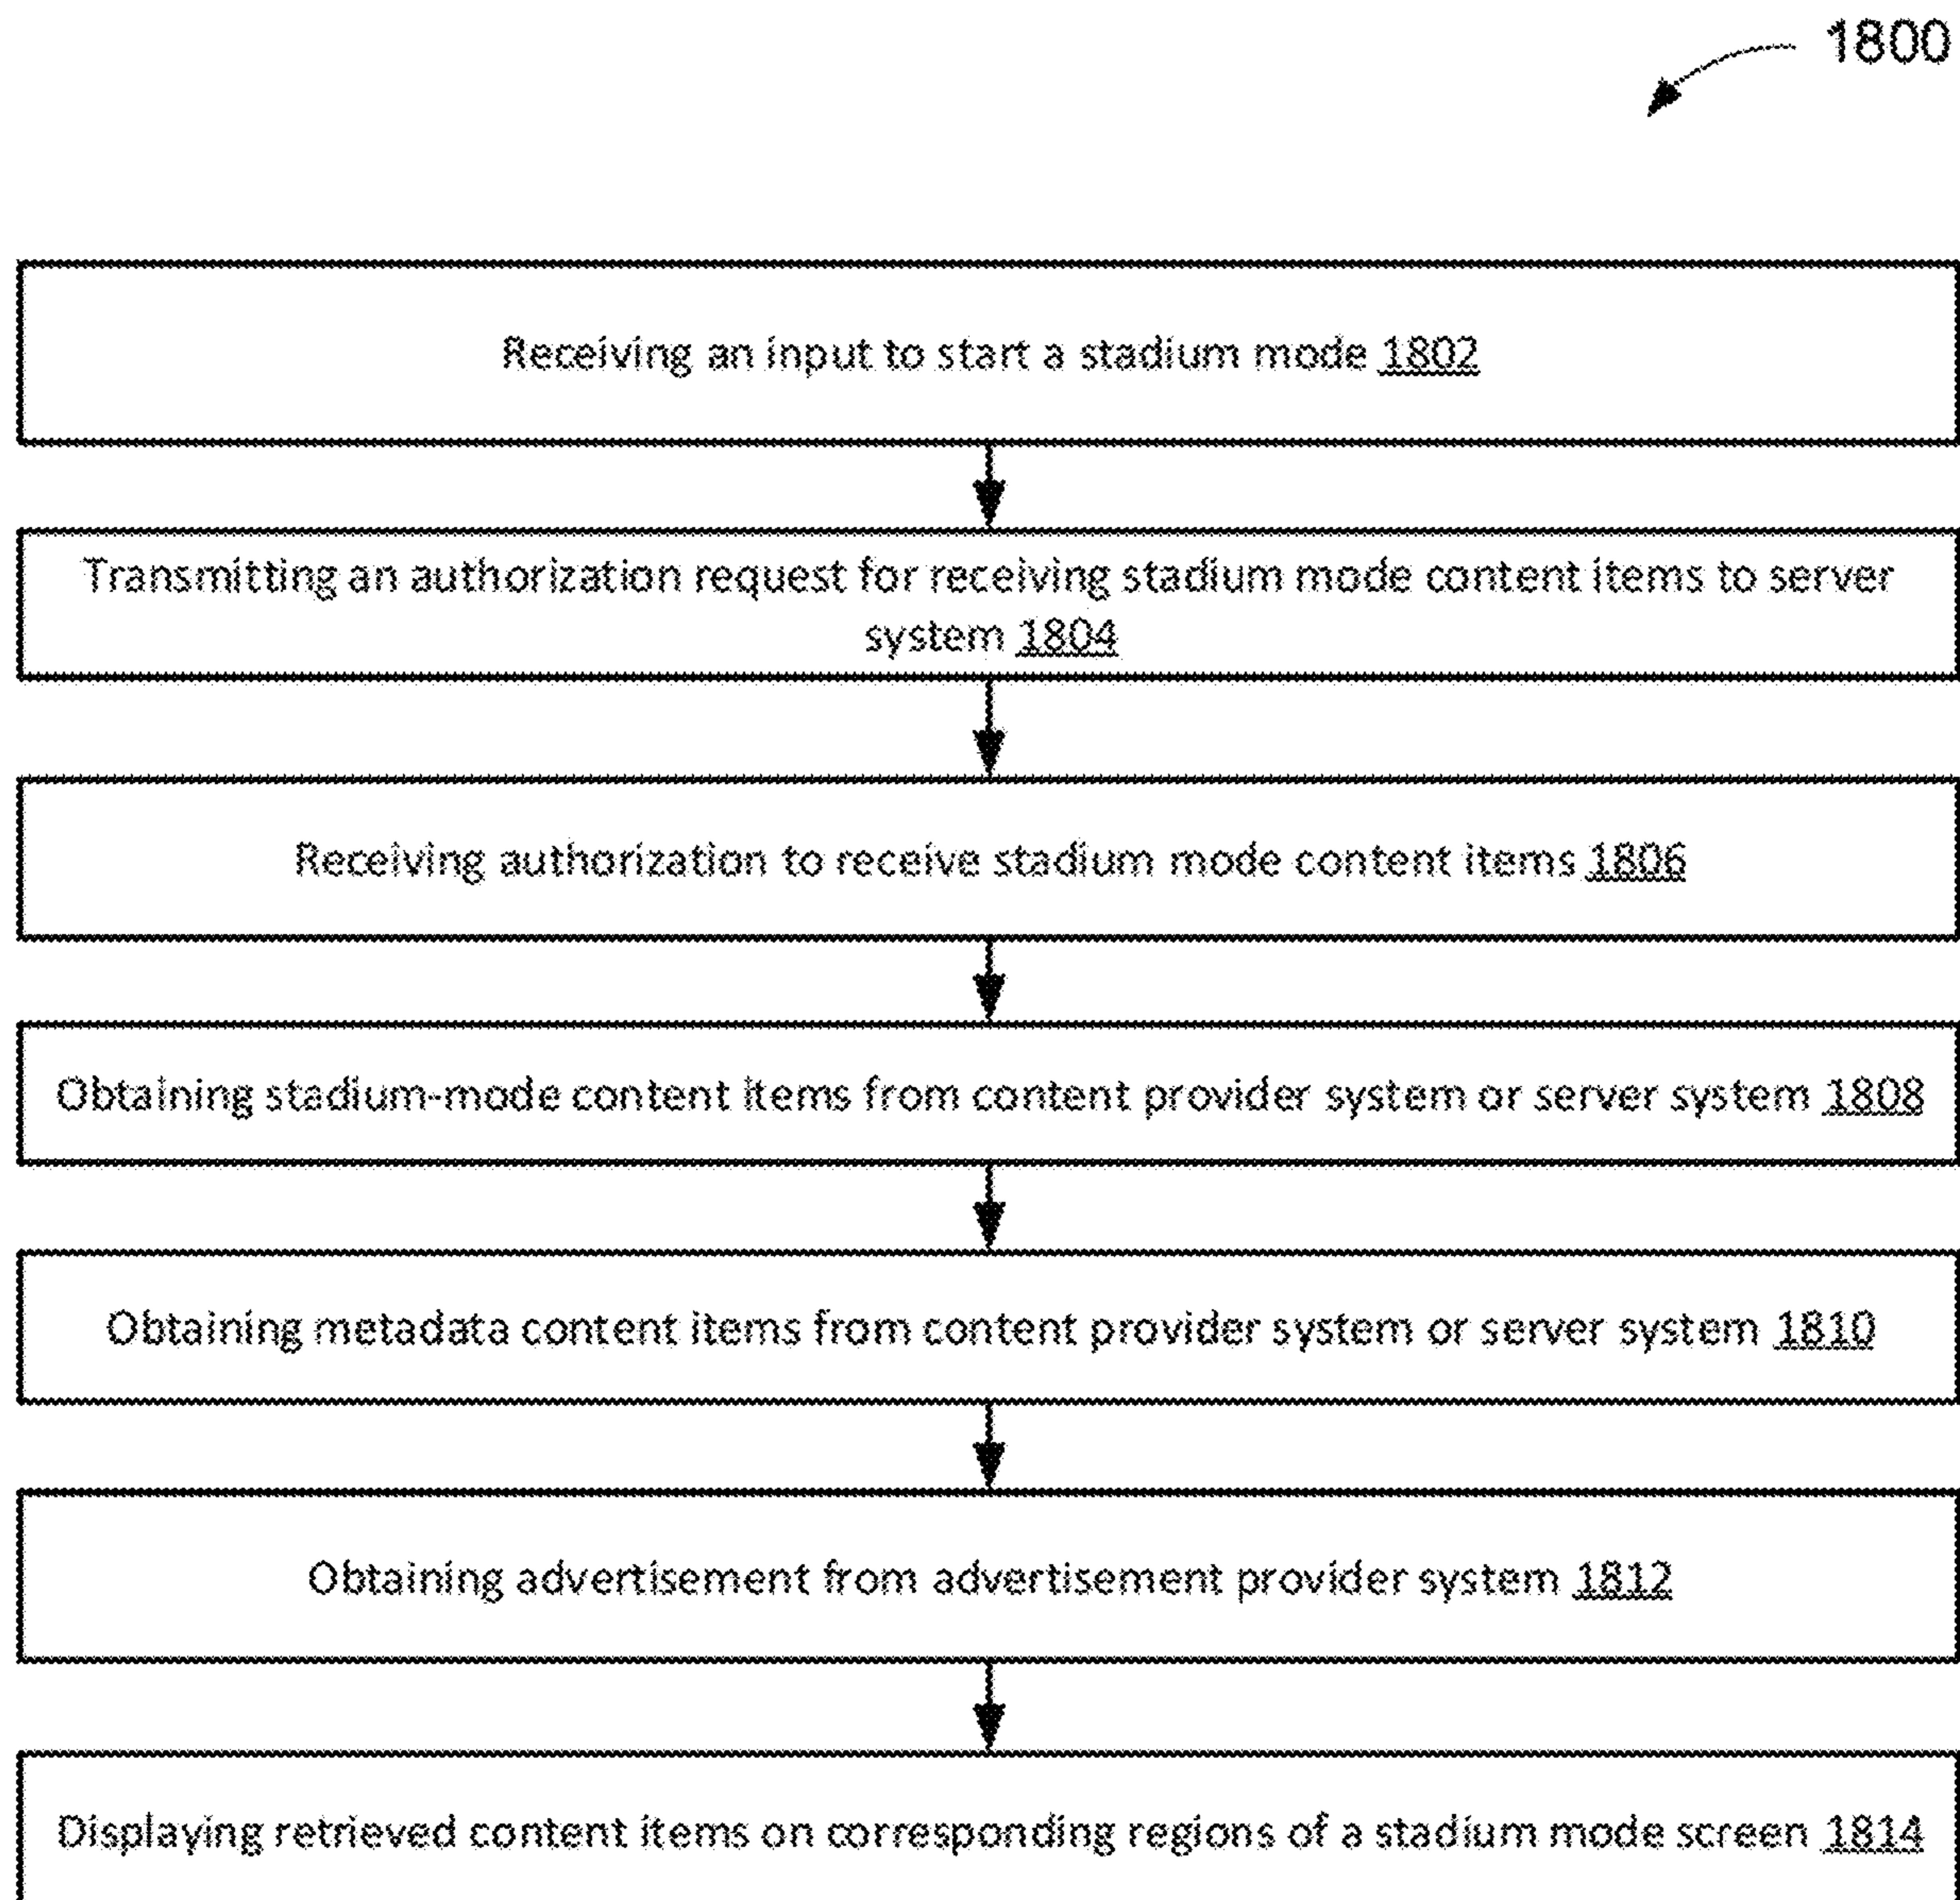 1800
Receiving an input to start a stadium mode 1802
Transmitting an authorization request for receiving stadium mode content items to server
system 1804
Receiving authorization to receive stadium mode content items 1806
Obtaining stadium-mode content items from content provider system or server system 1808
Obtaining metadata content items from content provider system or server system 1810
Obtaining advertisement from advertisement provider system 1812
Displaying retrieved content items on corresponding regions of a stadium mode screen 1814